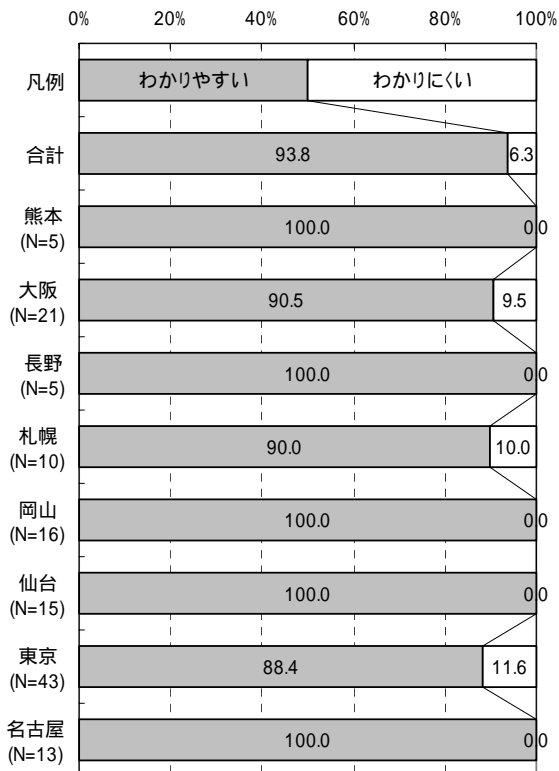 0% 20% 40% 60% 80% 100%
凡例 わかりやすい わかりにくい
合計 93.8 6.3
熊本
(N=5) 100.0 0.0
大阪
(N=21) 90.5 9.5
長野
(N=5) 100.0 0.0
札幌
(N=10) 90.0 10.0
岡山
(N=16) 100.0 0.0
仙台
(N=15) 100.0 0.0
東京
(N=43) 88.4 11.6
名古屋
(N=13) 100.0 0.0